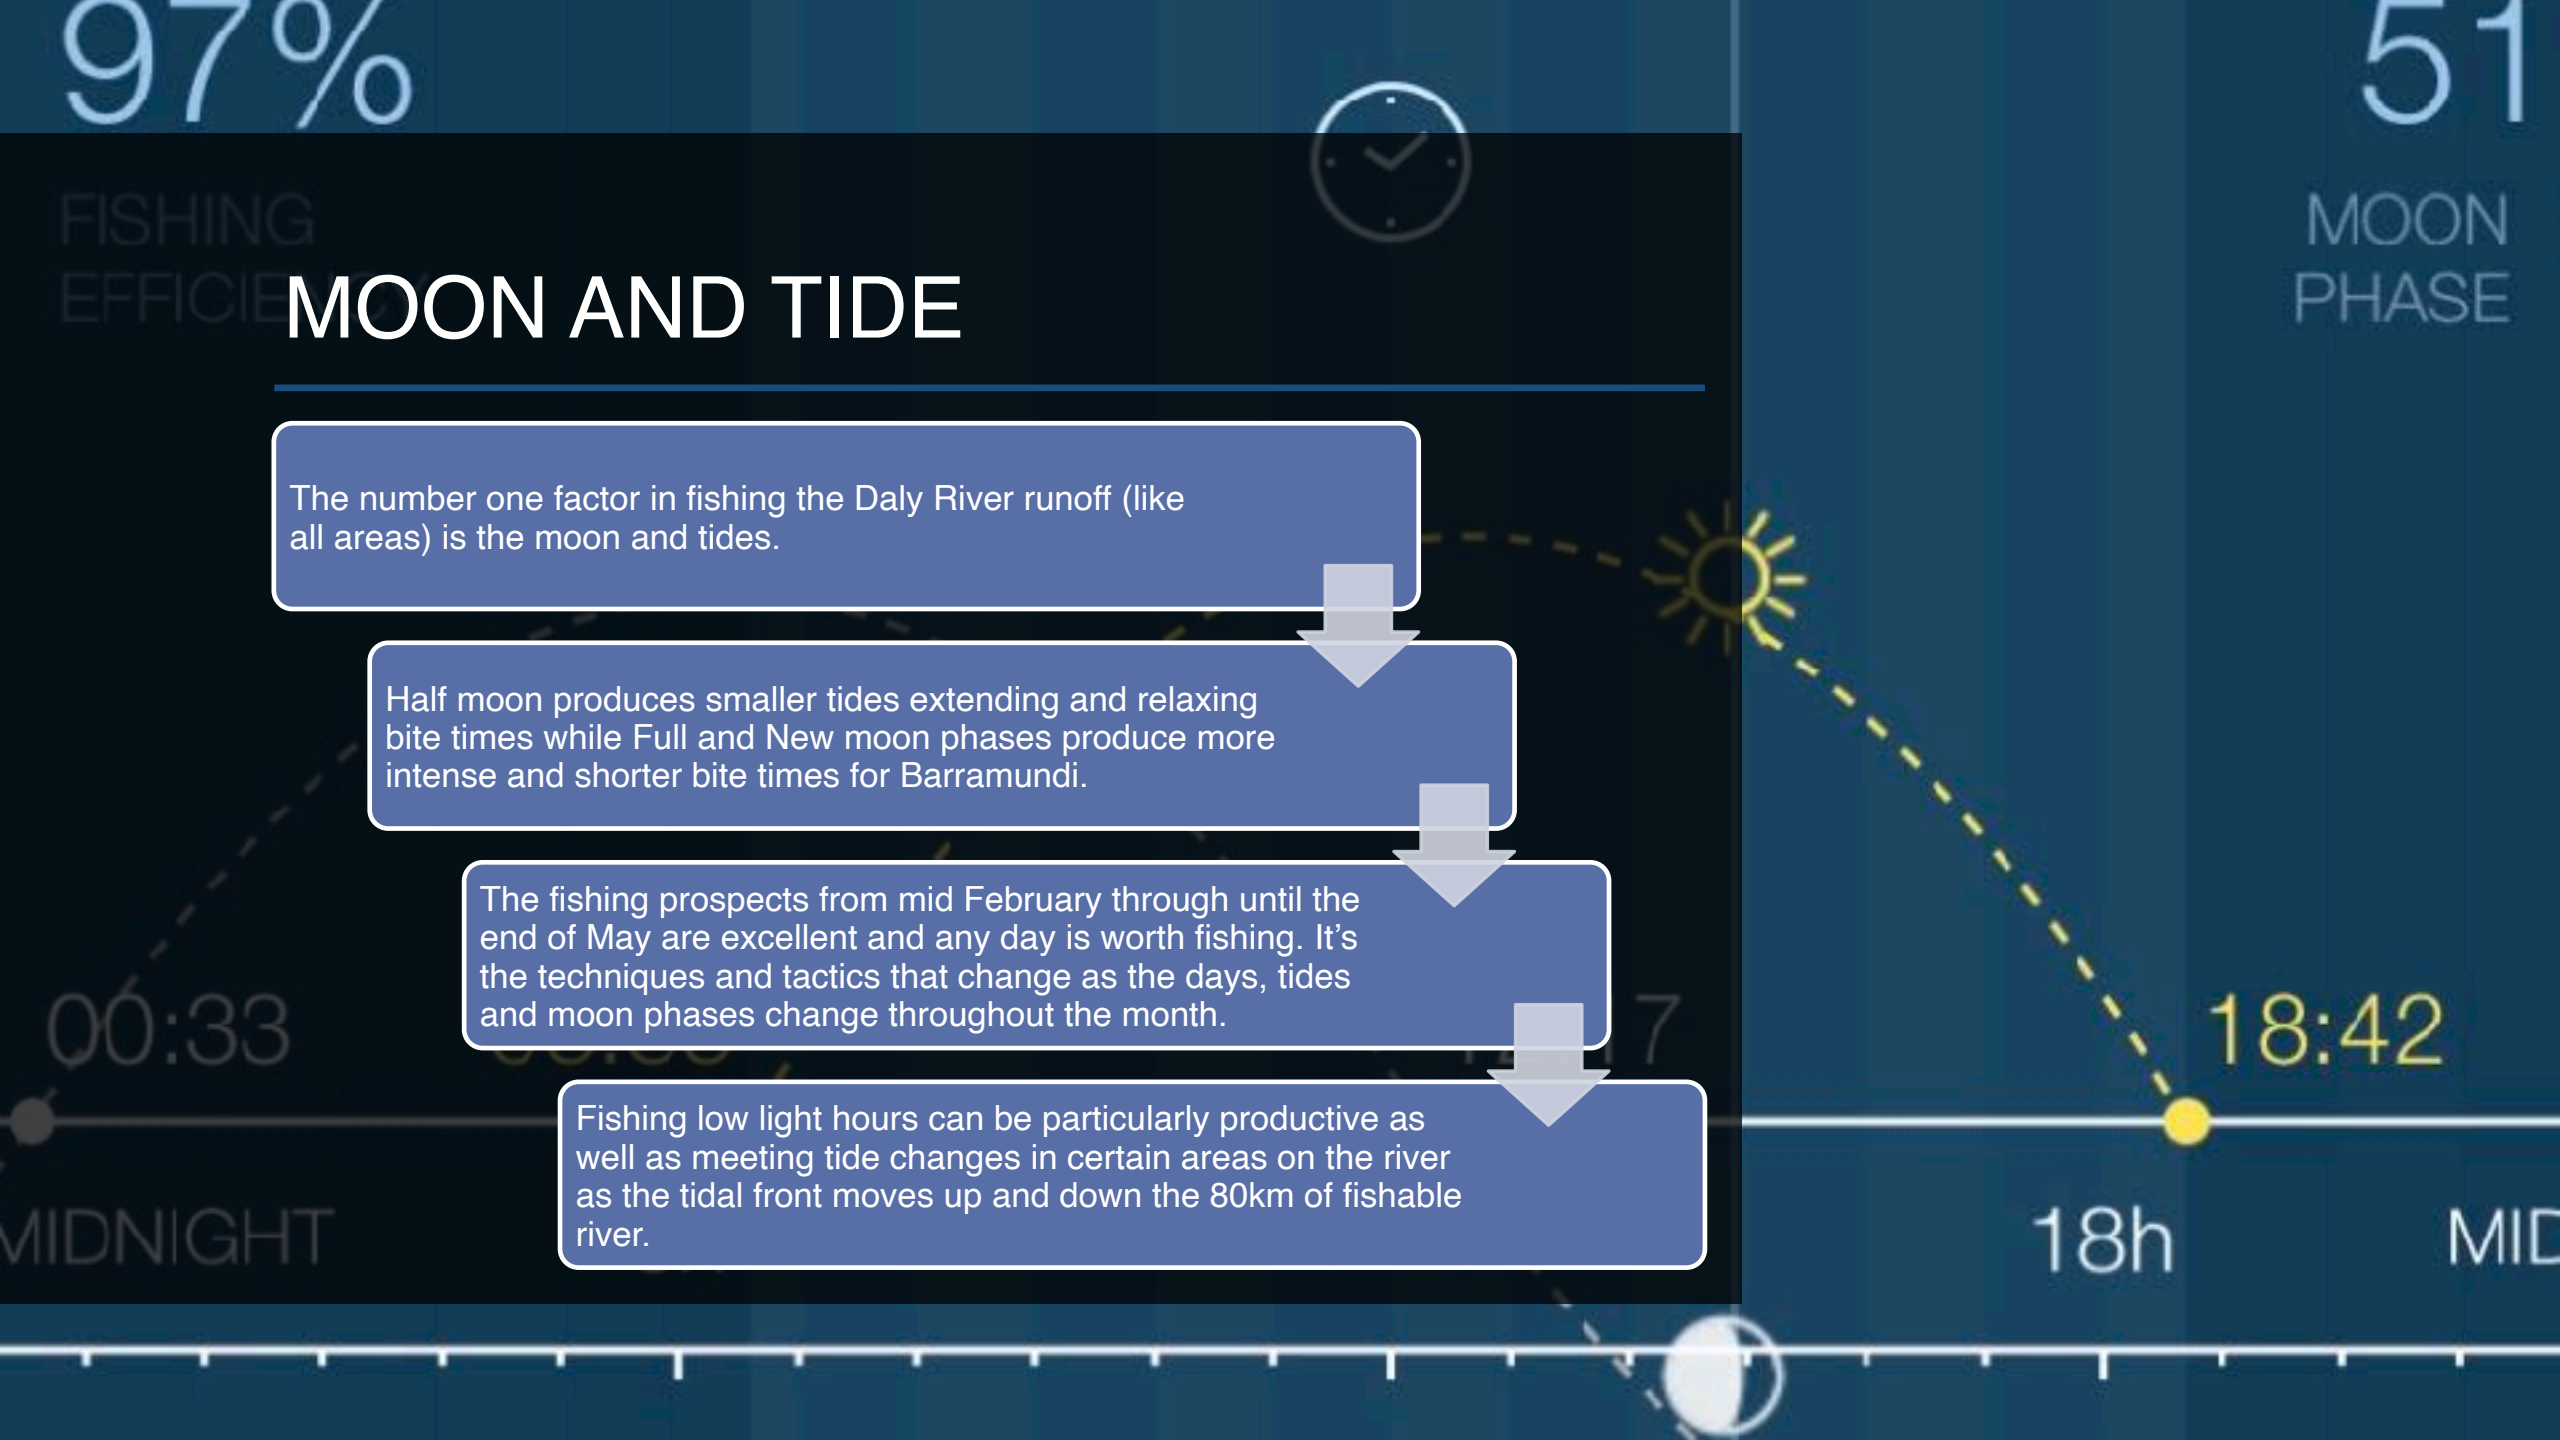 97%
51
FISHING
EFFICIENCY
MOON
PHASE
MOON AND TIDE
The number one factor in fishing the Daly River runoff (like
all areas) is the moon and tides.
Half moon produces smaller tides extending and relaxing
bite times while Full and New moon phases produce more
intense and shorter bite times for Barramundi.
The fishing prospects from mid February through until the
end of May are excellent and any day is worth fishing. It’s
the techniques and tactics that change as the days, tides
and moon phases change throughout the month.
Fishing low light hours can be particularly productive as
well as meeting tide changes in certain areas on the river
as the tidal front moves up and down the 80km of fishable
river.
00:33
18:42
MIDNIGHT
18h
MID